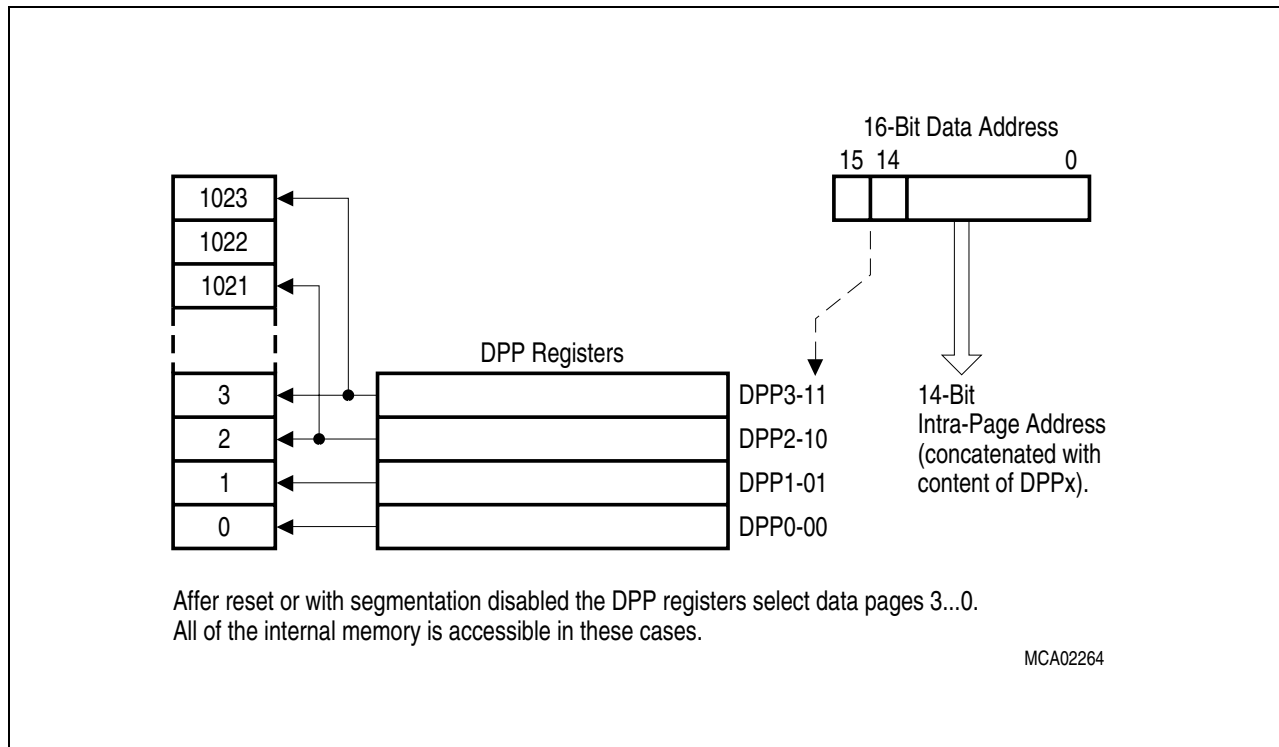 16-Bit Data Address
15 14 0
1023
1022
1021
DPP Registers
3
2
1
0
DPP3-11
DPP2-10
DPP1-01
DPP0-00
14-Bit
Intra-Page Address
(concatenated with
content of DPPx).
Affer reset or with segmentation disabled the DPP registers select data pages 3...0.
All of the internal memory is accessible in these cases.
MCA02264